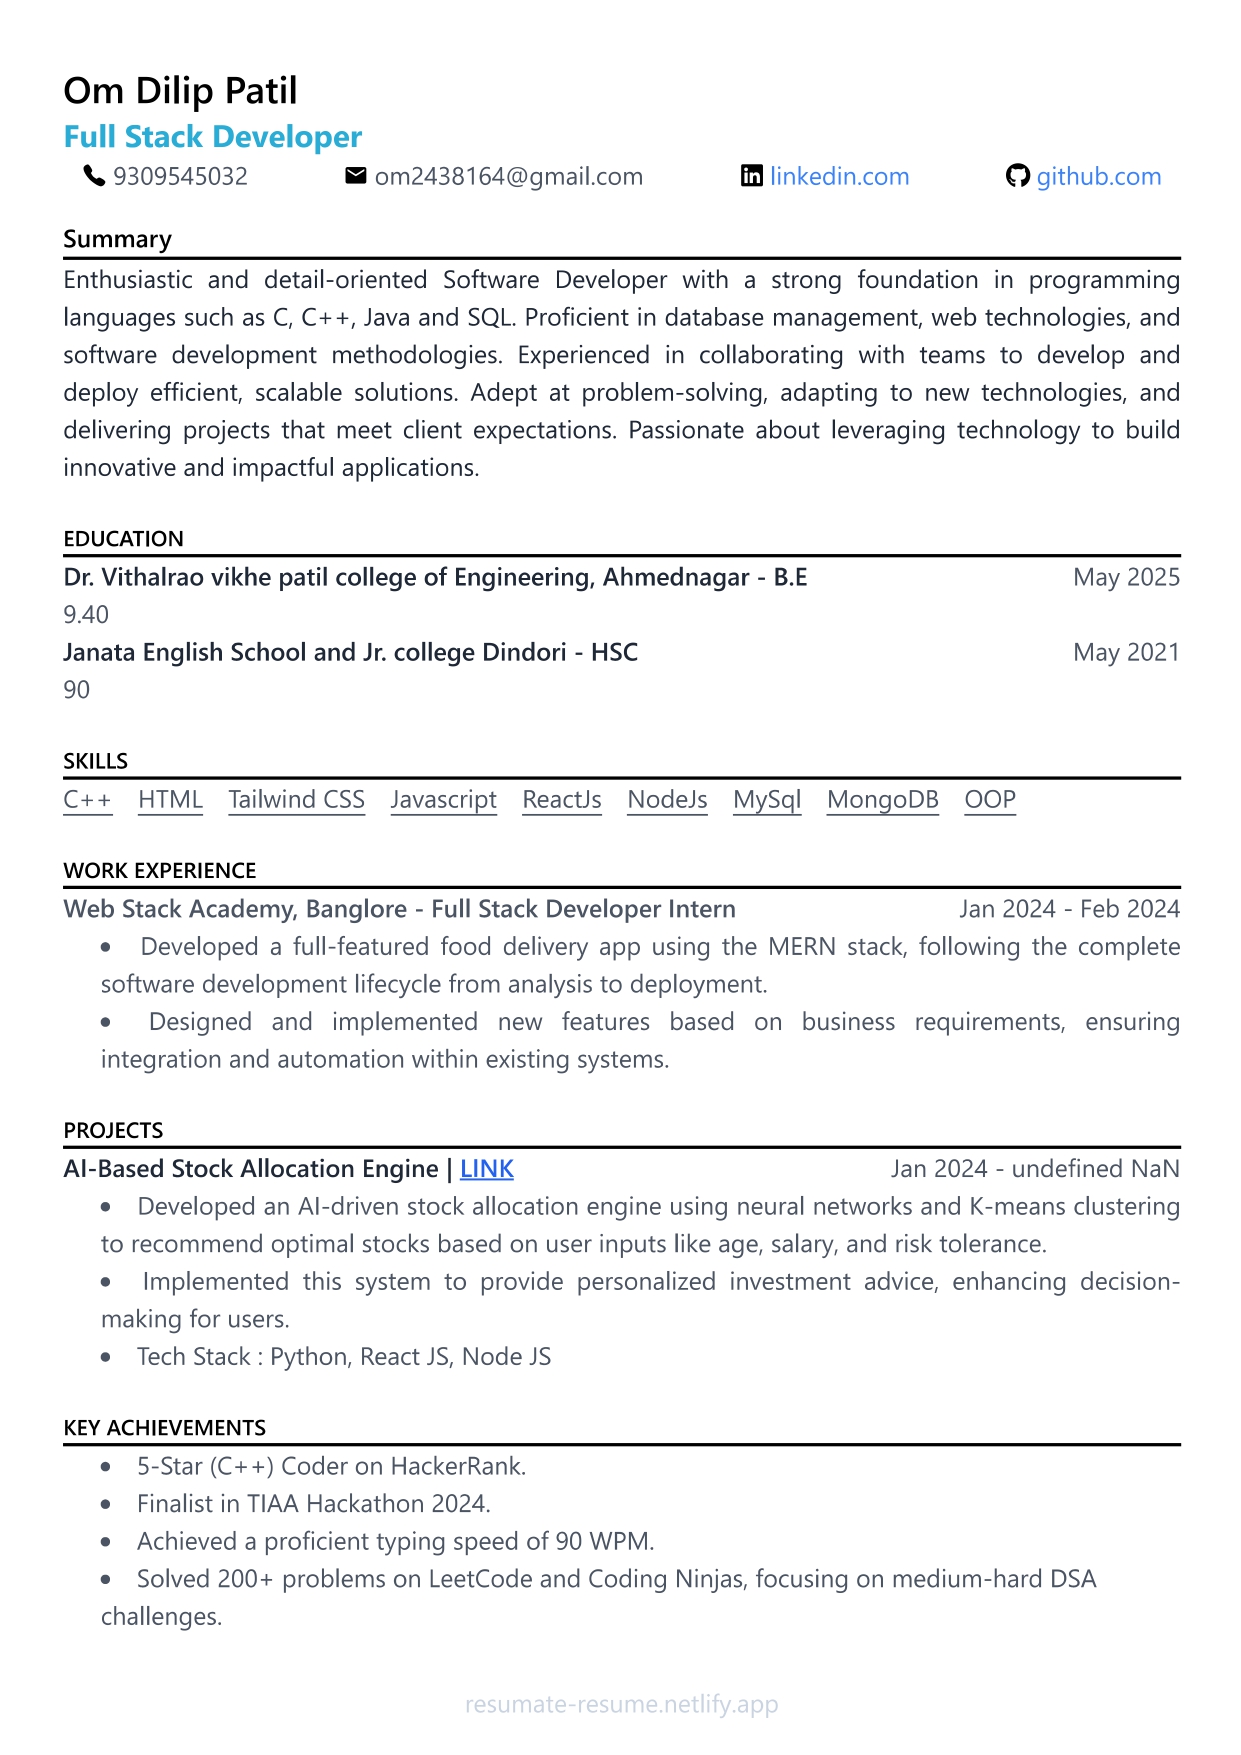 Om Dilip Patil
Full Stack Developer
9309545032 om2438164@gmail.com linkedin.com github.com
Summary
Enthusiastic and detail-oriented Software Developer with a strong foundation in programming
languages such as C, C++, Java and SQL. Proficient in database management, web technologies, and
software development methodologies. Experienced in collaborating with teams to develop and
deploy efficient, scalable solutions. Adept at problem-solving, adapting to new technologies, and
delivering projects that meet client expectations. Passionate about leveraging technology to build
innovative and impactful applications.
EDUCATION
Dr. Vithalrao vikhe patil college of Engineering, Ahmednagar - B.E May 2025
9.40
Janata English School and Jr. college Dindori - HSC May 2021
90
SKILLS
C++ HTML Tailwind CSS Javascript ReactJs NodeJs MySql MongoDB OOP
WORK EXPERIENCE
Web Stack Academy, Banglore - Full Stack Developer Intern Jan 2024 - Feb 2024
• Developed a full-featured food delivery app using the MERN stack, following the complete
software development lifecycle from analysis to deployment.
• Designed and implemented new features based on business requirements, ensuring
integration and automation within existing systems.
PROJECTS
AI-Based Stock Allocation Engine | LINK Jan 2024 - undefined NaN
• Developed an AI-driven stock allocation engine using neural networks and K-means clustering
to recommend optimal stocks based on user inputs like age, salary, and risk tolerance.
• Implemented this system to provide personalized investment advice, enhancing decision-
making for users.
• Tech Stack : Python, React JS, Node JS
KEY ACHIEVEMENTS
• 5-Star (C++) Coder on HackerRank.
• Finalist in TIAA Hackathon 2024.
• Achieved a proficient typing speed of 90 WPM.
• Solved 200+ problems on LeetCode and Coding Ninjas, focusing on medium-hard DSA
challenges.
resumate-resume.netlify.app